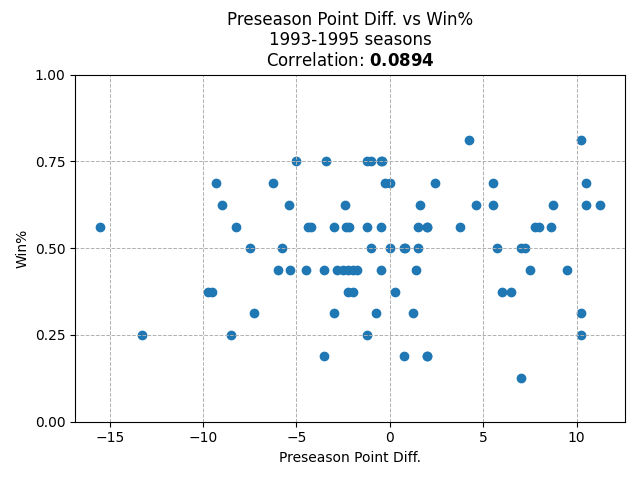 Preseason Point Diff. vs Win%
1993-1995 seasons
Correlation: 0.0894
1.00
0.75
0.50
0.25
0.00
Win%
−15
−10
−5
0
5
10
Preseason Point Diff.